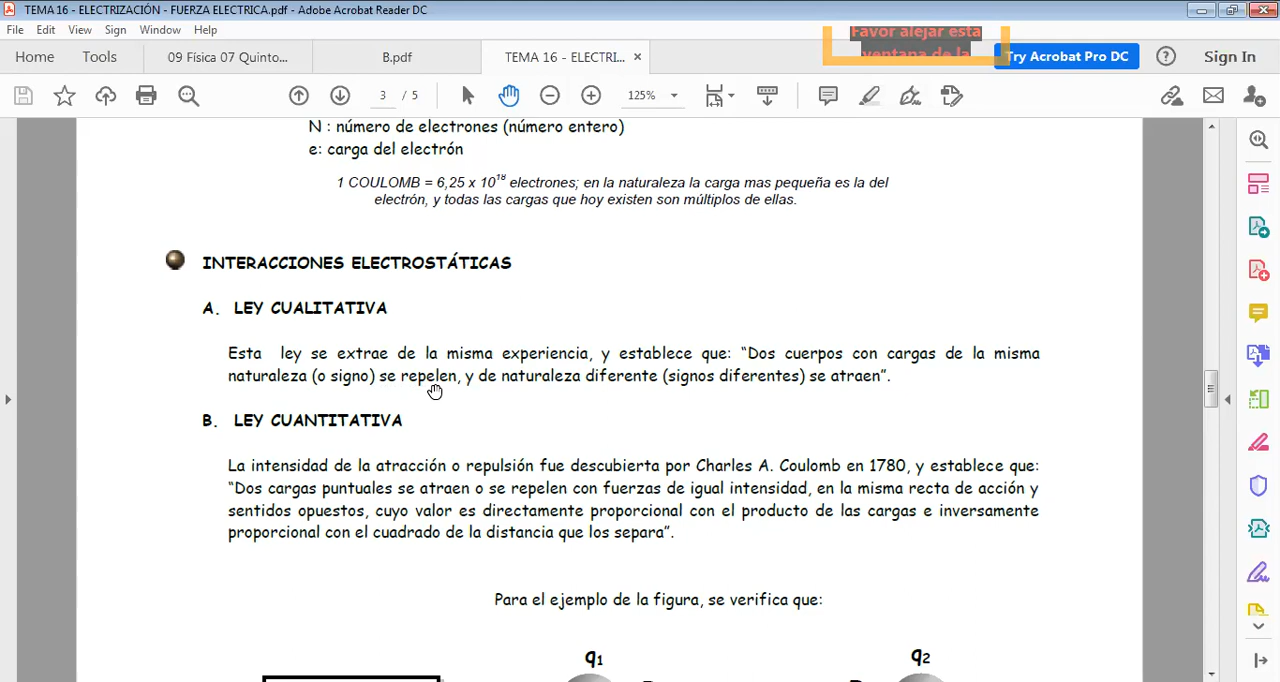 TEMA 16 - ELECTRIZACIÓN - FUERZA ELECTRICA.pdf - Adobe Acrobat Reader DC
File Edit View Sign Window Help
Favor alejar esta
ventana de la
Home Tools 09 Física 07 Quinto... B.pdf TEMA 16 - ELECTRI... × Try Acrobat Pro DC Sign In
3 / 5 125%
N : número de electrones (número entero)
e: carga del electrón
1 COULOMB = 6,25 x 10¹⁸ electrones; en la naturaleza la carga mas pequeña es la del
electrón, y todas las cargas que hoy existen son múltiplos de ellas.
INTERACCIONES ELECTROSTÁTICAS
A. LEY CUALITATIVA
Esta ley se extrae de la misma experiencia, y establece que: “Dos cuerpos con cargas de la misma
naturaleza (o signo) se repelen, y de naturaleza diferente (signos diferentes) se atraen”.
B. LEY CUANTITATIVA
La intensidad de la atracción o repulsión fue descubierta por Charles A. Coulomb en 1780, y establece que:
“Dos cargas puntuales se atraen o se repelen con fuerzas de igual intensidad, en la misma recta de acción y
sentidos opuestos, cuyo valor es directamente proporcional con el producto de las cargas e inversamente
proporcional con el cuadrado de la distancia que los separa”.
Para el ejemplo de la figura, se verifica que:
q₁ q₂